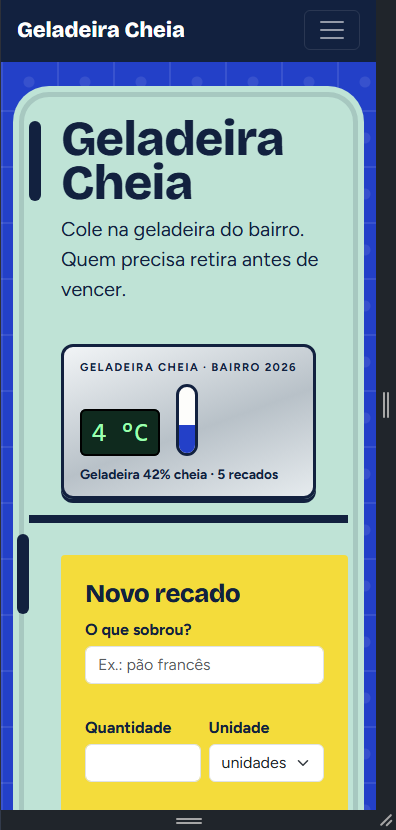 Geladeira Cheia
Geladeira
Cheia
Cole na geladeira do bairro.
Quem precisa retira antes de
vencer.
GELADEIRA CHEIA · BAIRRO 2026
4 °C
Geladeira 42% cheia · 5 recados
Novo recado
O que sobrou?
Ex.: pão francês
Quantidade Unidade
unidades